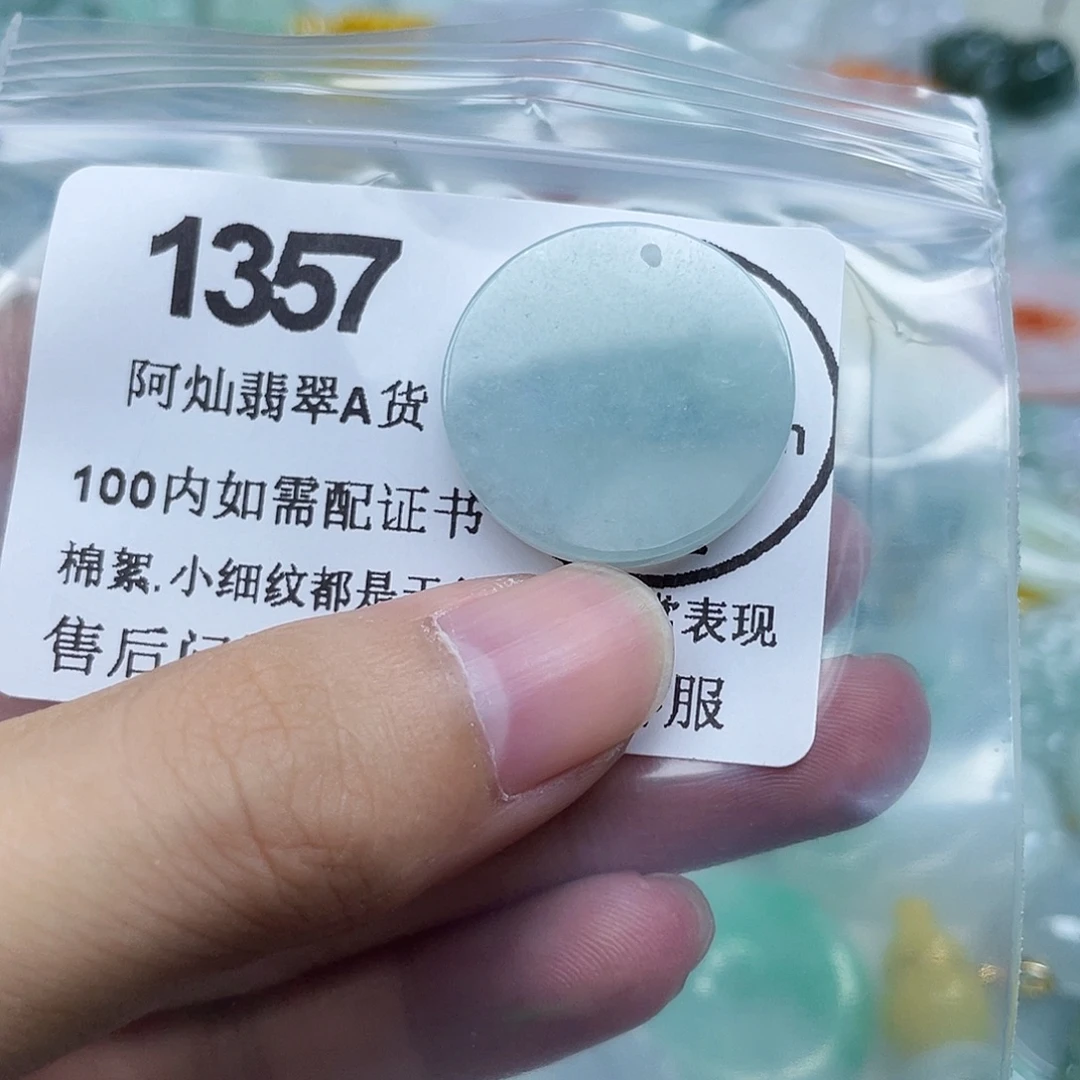 1357
阿灿翡翠A货
100内如需配证书
棉絮.小细纹都是
表现
售后
服